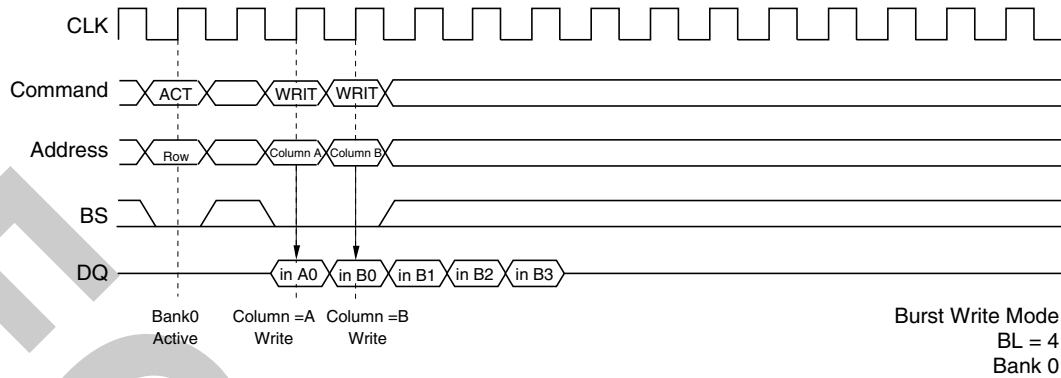 CLK
Command ACT WRIT WRIT
Address Row Column A Column B
BS
DQ in A0 in B0 in B1 in B2 in B3
Bank0 Column =A Column =B
Active Write Write
Burst Write Mode
BL = 4
Bank 0